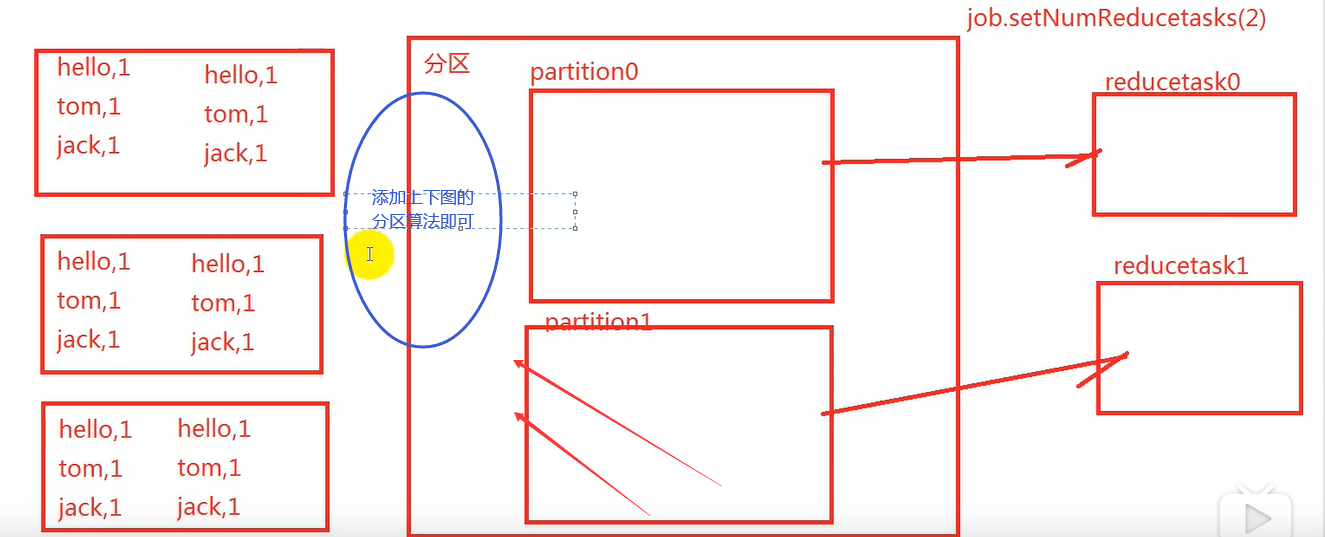 job.setNumReducetasks(2)
hello,1 hello,1
tom,1 tom,1
jack,1 jack,1
hello,1 hello,1
tom,1 tom,1
jack,1 jack,1
hello,1 hello,1
tom,1 tom,1
jack,1 jack,1
分区
添加上下图的
分区算法即可
partition0
partition1
reducetask0
reducetask1